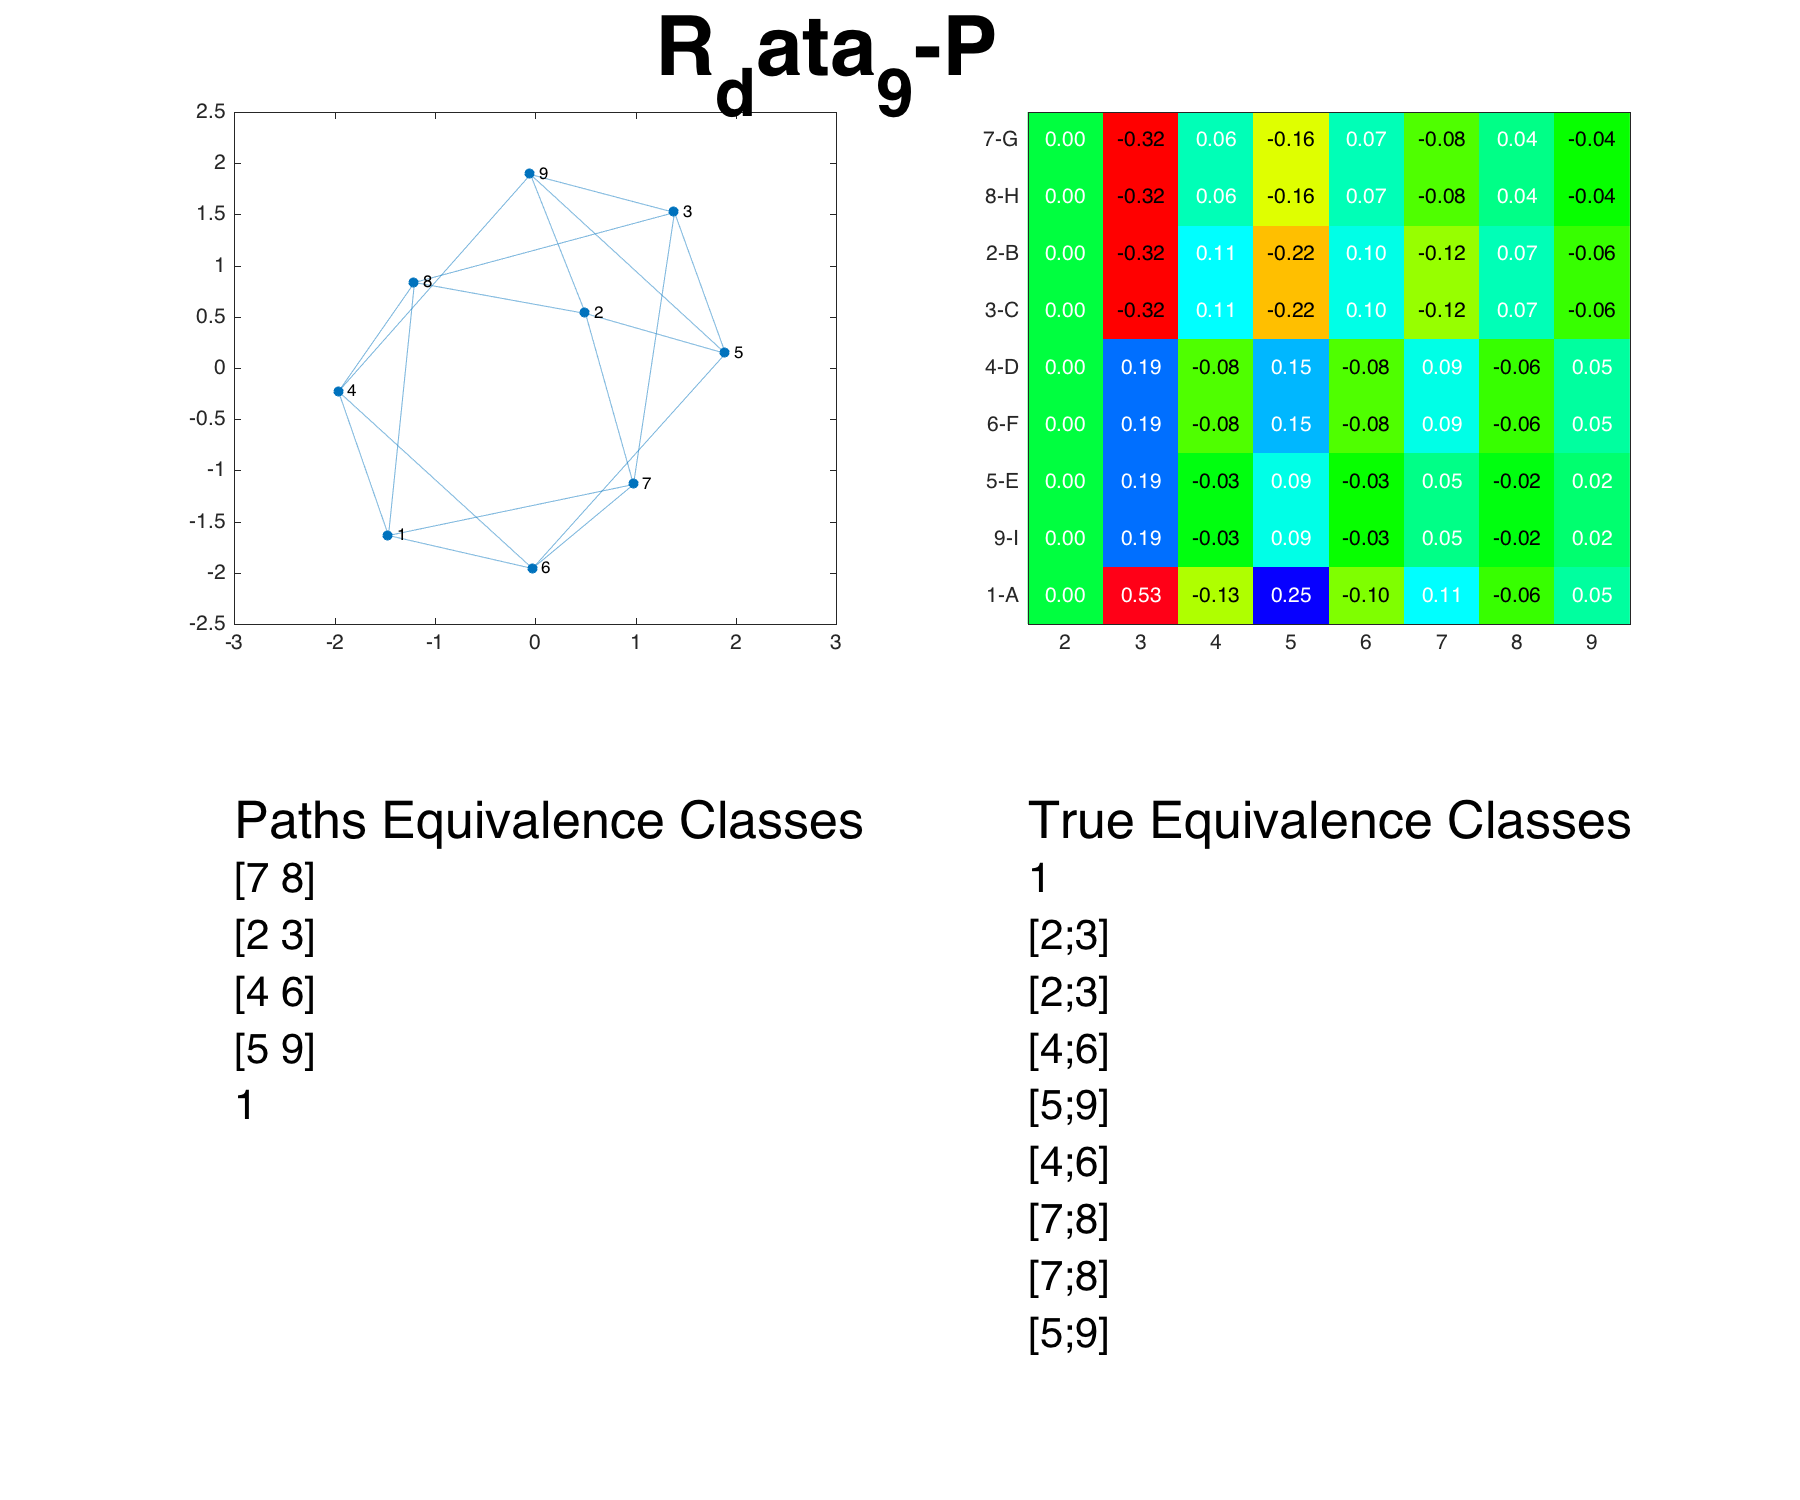 R_data_9-P
2.5
2
1.5
1
0.5
0
-0.5
-1
-1.5
-2
-2.5
-3 -2 -1 0 1 2 3
9
3
8
2
5
4
7
1
6
7-G 0.00 -0.32 0.06 -0.16 0.07 -0.08 0.04 -0.04
8-H 0.00 -0.32 0.06 -0.16 0.07 -0.08 0.04 -0.04
2-B 0.00 -0.32 0.11 -0.22 0.10 -0.12 0.07 -0.06
3-C 0.00 -0.32 0.11 -0.22 0.10 -0.12 0.07 -0.06
4-D 0.00 0.19 -0.08 0.15 -0.08 0.09 -0.06 0.05
6-F 0.00 0.19 -0.08 0.15 -0.08 0.09 -0.06 0.05
5-E 0.00 0.19 -0.03 0.09 -0.03 0.05 -0.02 0.02
9-I 0.00 0.19 -0.03 0.09 -0.03 0.05 -0.02 0.02
1-A 0.00 0.53 -0.13 0.25 -0.10 0.11 -0.06 0.05
2 3 4 5 6 7 8 9
Paths Equivalence Classes
[7 8]
[2 3]
[4 6]
[5 9]
1
True Equivalence Classes
1
[2;3]
[2;3]
[4;6]
[5;9]
[4;6]
[7;8]
[7;8]
[5;9]